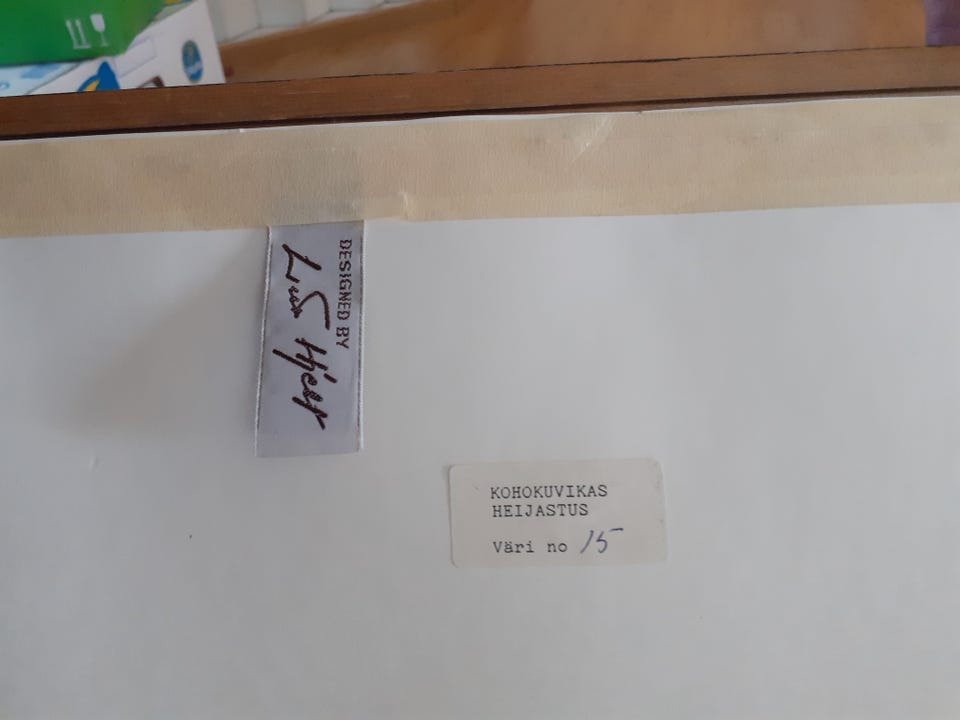 DESIGNED BY
KOHOKUVIKAS
HEIJASTUS
Väri no 15